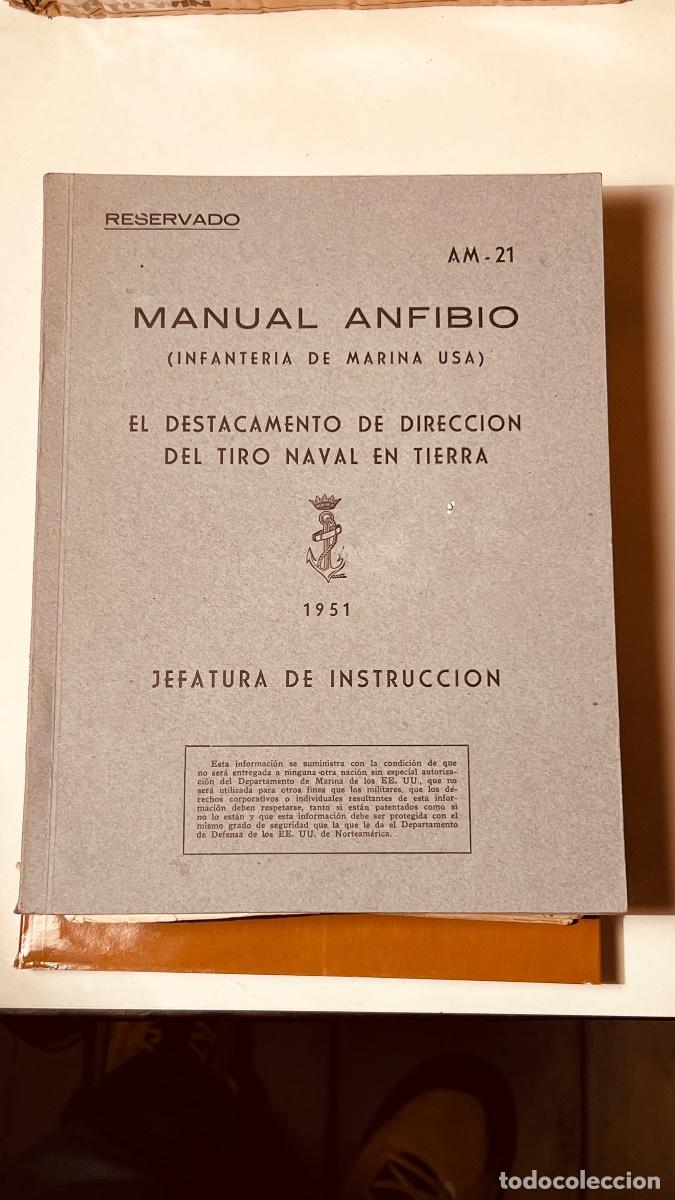 RESERVADO
AM - 21
MANUAL ANFIBIO
(INFANTERIA DE MARINA USA)
EL DESTACAMENTO DE DIRECCION
DEL TIRO NAVAL EN TIERRA
1951
JEFATURA DE INSTRUCCION
Esta información se suministra con la condición de que
no será entregada a ninguna otra nación sin especial autoriza-
ción del Departamento de Marina de los EE. UU., que no
será utilizada para otros fines que los militares, que los de-
rechos corporativos o individuales resultantes de esta infor-
mación deben respetarse, tanto si están patentados como si
no lo están y que esta información debe ser protegida con el
mismo grado de seguridad que la que le da el Departamento
de Defensa de los EE. UU. de Norteamérica.
todocoleccion